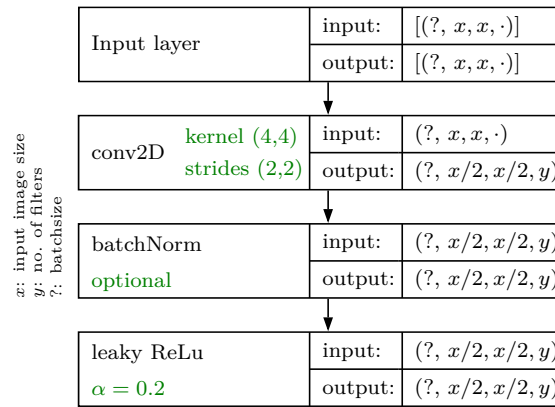 Input layer
input: [(?, x, x, ·)]
output: [(?, x, x, ·)]
conv2D
kernel (4,4)
strides (2,2)
input: (?, x, x, ·)
output: (?, x/2, x/2, y)
batchNorm
optional
input: (?, x/2, x/2, y)
output: (?, x/2, x/2, y)
leaky ReLu
α = 0.2
input: (?, x/2, x/2, y)
output: (?, x/2, x/2, y)
x: input image size
y: no. of filters
?: batchsize